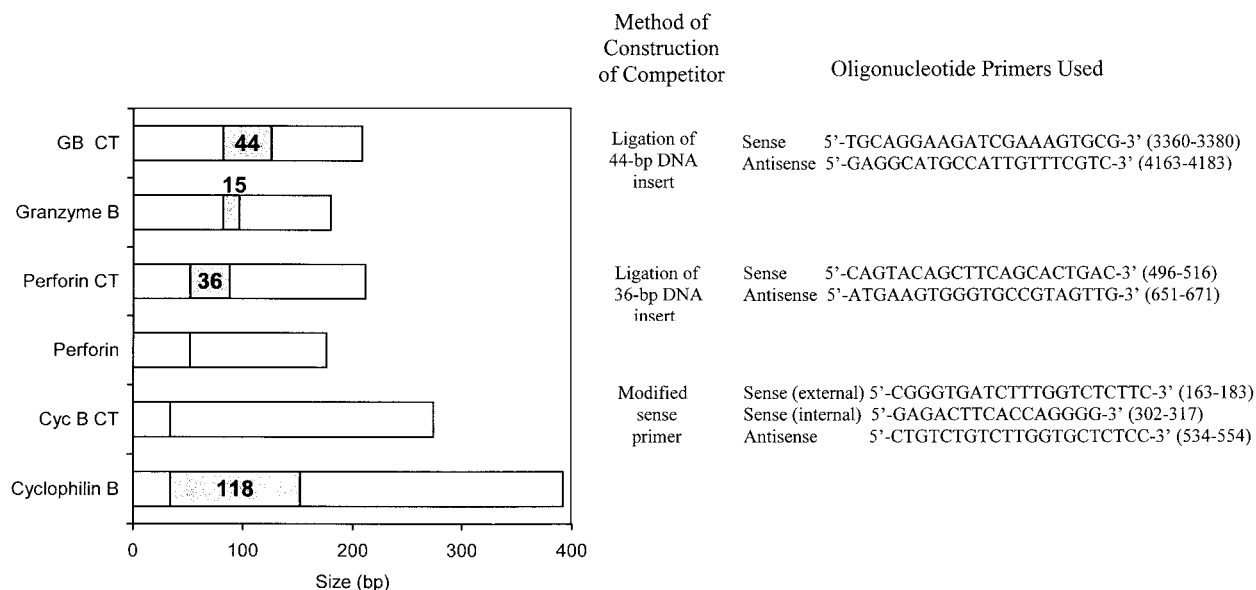 Method of
Construction
of Competitor
Oligonucleotide Primers Used
GB CT
44
Ligation of
44-bp DNA
insert
Sense 5'-TGCAGGAAGATCGAAAGTGCG-3' (3360-3380)
Antisense 5'-GAGGCATGCCATTGTTTCGTC-3' (4163-4183)
15
Granzyme B
Perforin CT
36
Ligation of
36-bp DNA
insert
Sense 5'-CAGTACAGCTTCAGCACTGAC-3' (496-516)
Antisense 5'-ATGAAGTGGGTGCCGTAGTTG-3' (651-671)
Perforin
Cyc B CT
Modified
sense
primer
Sense (external) 5'-CGGGTGATCTTTGGTCTCTTC-3' (163-183)
Sense (internal) 5'-GAGACTTCACCAGGGG-3' (302-317)
Antisense 5'-CTGTCTGTCTTGGTGCTCTCC-3' (534-554)
Cyclophilin B
118
0 100 200 300 400
Size (bp)